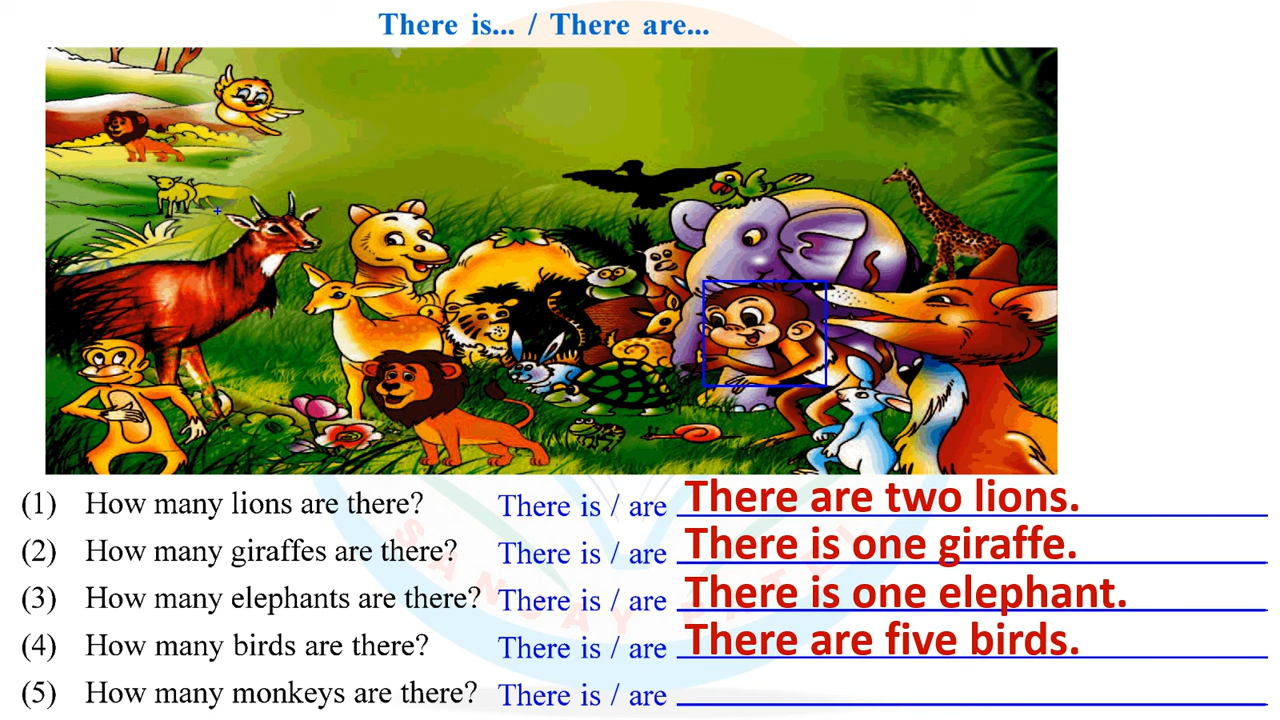 There is... / There are...
(1) How many lions are there? There is / are There are two lions.
(2) How many giraffes are there? There is / are There is one giraffe.
(3) How many elephants are there? There is / are There is one elephant.
(4) How many birds are there? There is / are There are five birds.
(5) How many monkeys are there? There is / are